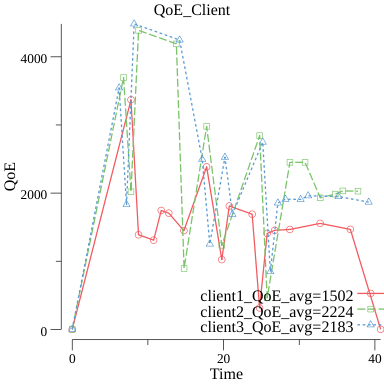 QoE_Client
4000
2000
0
QoE
client1_QoE_avg=1502
client2_QoE_avg=2224
client3_QoE_avg=2183
0
20
40
Time